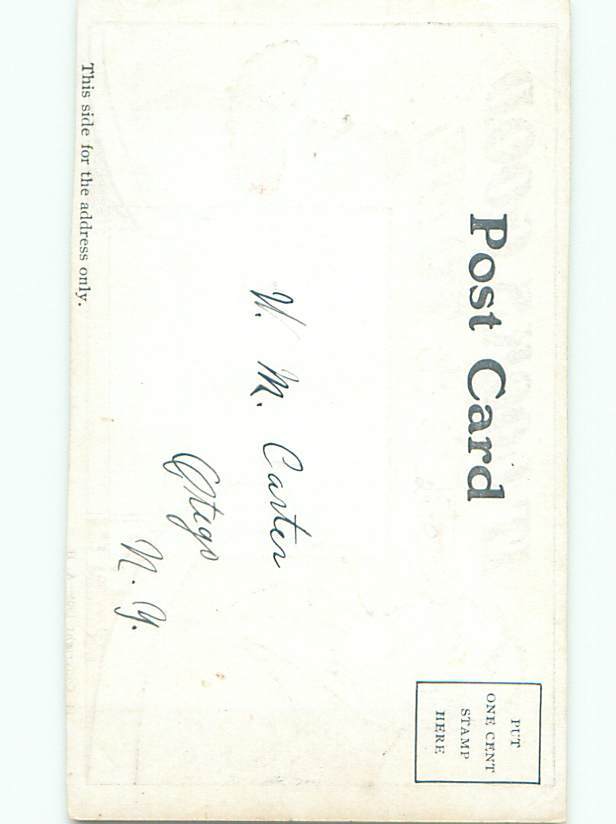 Post Card
PUT
ONE CENT
STAMP
HERE
W. M. Carter
Otego
N. Y.
This side for the address only.